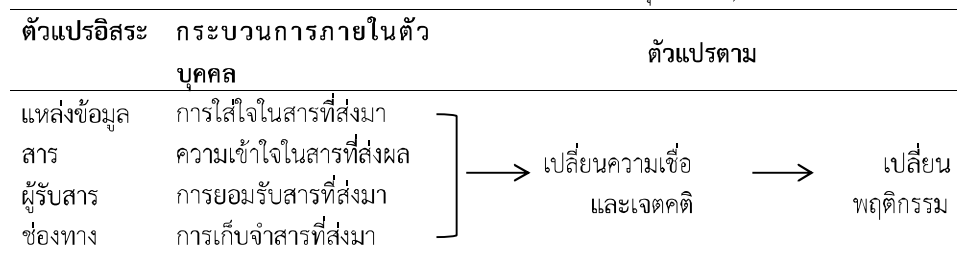 ตัวแปรอิสระ กระบวนการภายในตัวบุคคล ตัวแปรตาม
แหล่งข้อมูล การใส่ใจในสารที่ส่งมา
สาร ความเข้าใจในสารที่ส่งผล
ผู้รับสาร การยอมรับสารที่ส่งมา
ช่องทาง การเก็บจำสารที่ส่งมา
เปลี่ยนความเชื่อ
และเจตคติ
เปลี่ยน
พฤติกรรม